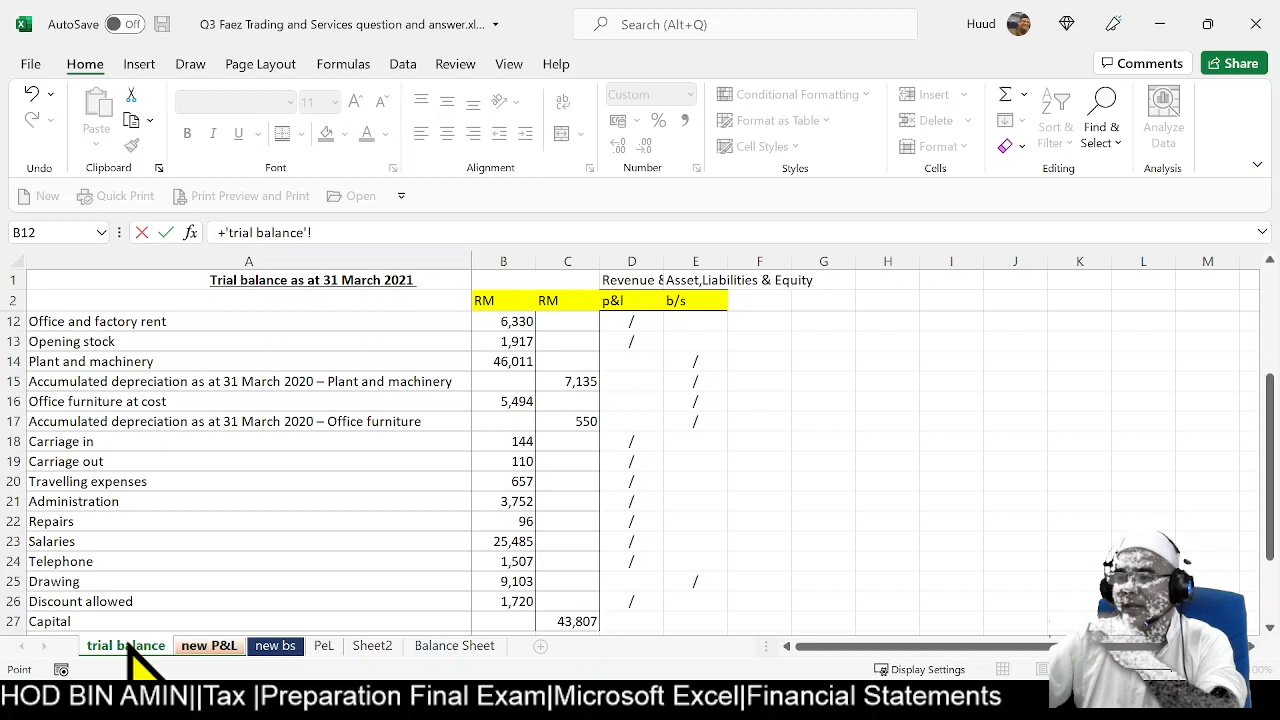 AutoSave Off Q3 Faez Trading and Services question and answer.xl... Search (Alt+Q) Huud
File Home Insert Draw Page Layout Formulas Data Review View Help Comments Share
11 Custom Conditional Formatting Insert
Paste Format as Table Delete Sort & Filter Find & Select Analyze Data
B I U Cell Styles Format
Undo Clipboard Font Alignment Number Styles Cells Editing Analysis
New Quick Print Print Preview and Print Open
B12 fx +'trial balance'!
A B C D E F G H I J K L M
1 Trial balance as at 31 March 2021 Revenue & Asset,Liabilities & Equity
2 RM RM p&l b/s
12 Office and factory rent 6,330 /
13 Opening stock 1,917 /
14 Plant and machinery 46,011 /
15 Accumulated depreciation as at 31 March 2020 – Plant and machinery 7,135 /
16 Office furniture at cost 5,494 /
17 Accumulated depreciation as at 31 March 2020 – Office furniture 550 /
18 Carriage in 144 /
19 Carriage out 110 /
20 Travelling expenses 657 /
21 Administration 3,752 /
22 Repairs 96 /
23 Salaries 25,485 /
24 Telephone 1,507 /
25 Drawing 9,103 /
26 Discount allowed 1,720 /
27 Capital 43,807
trial balance new P&L new bs PeL Sheet2 Balance Sheet
Point Display Settings
HOD BIN AMIN||Tax |Preparation Final Exam|Microsoft Excel|Financial Statements